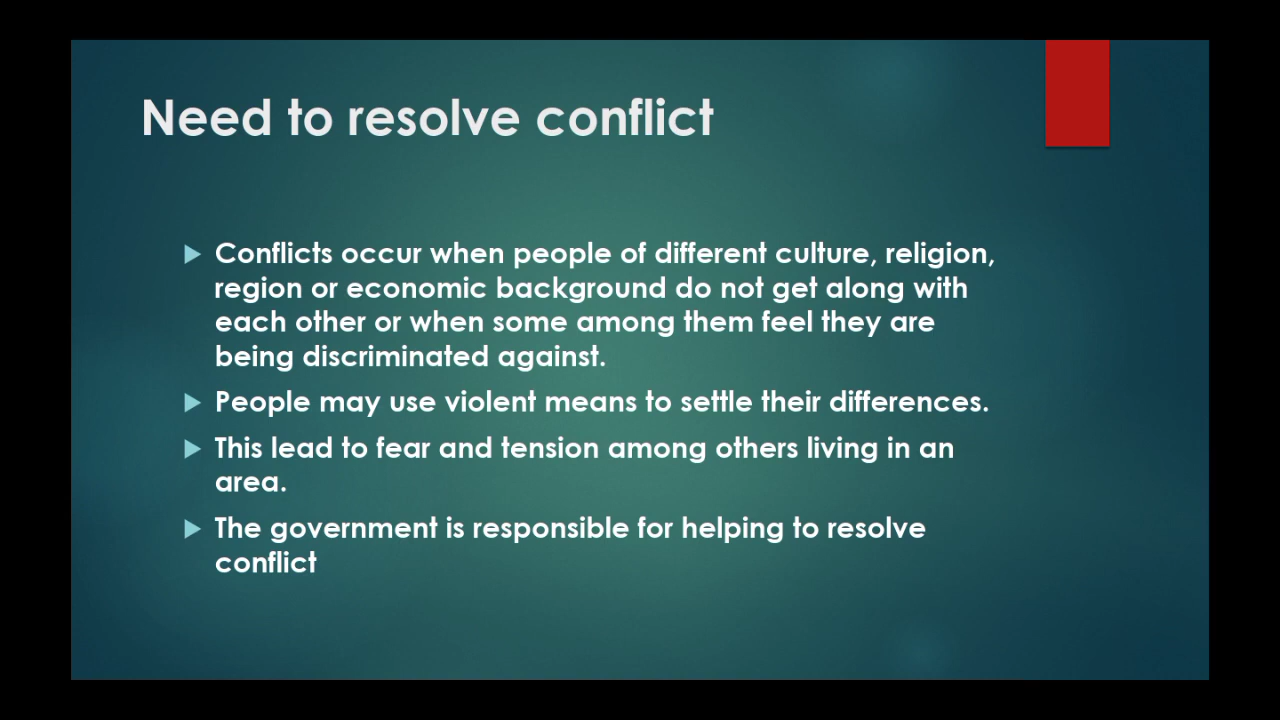 Need to resolve conflict
Conflicts occur when people of different culture, religion,
region or economic background do not get along with
each other or when some among them feel they are
being discriminated against.
People may use violent means to settle their differences.
This lead to fear and tension among others living in an
area.
The government is responsible for helping to resolve
conflict